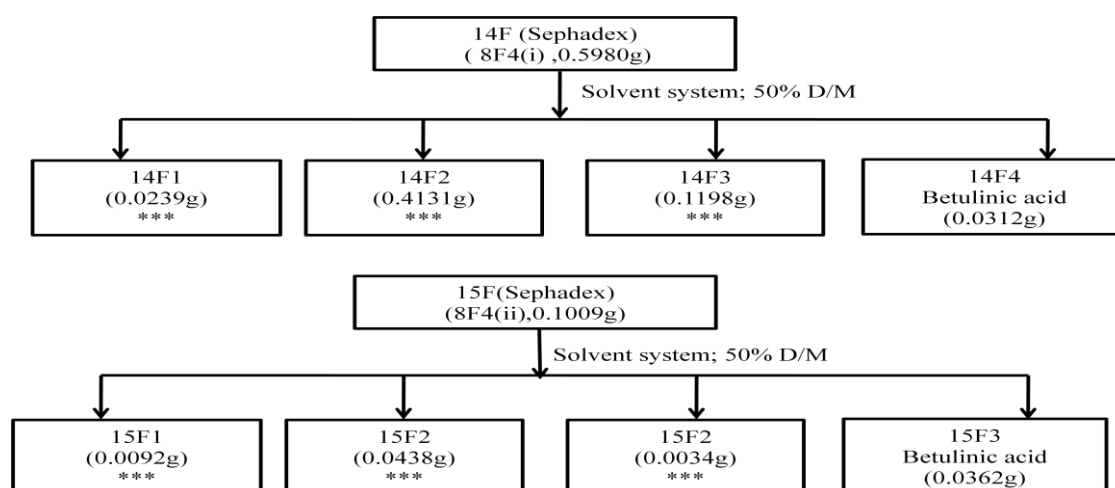 14F (Sephadex)
( 8F4(i) ,0.5980g)
Solvent system; 50% D/M
14F1
(0.0239g)
***
14F2
(0.4131g)
***
14F3
(0.1198g)
***
14F4
Betulinic acid
(0.0312g)
15F(Sephadex)
(8F4(ii),0.1009g)
Solvent system; 50% D/M
15F1
(0.0092g)
***
15F2
(0.0438g)
***
15F2
(0.0034g)
***
15F3
Betulinic acid
(0.0362g)